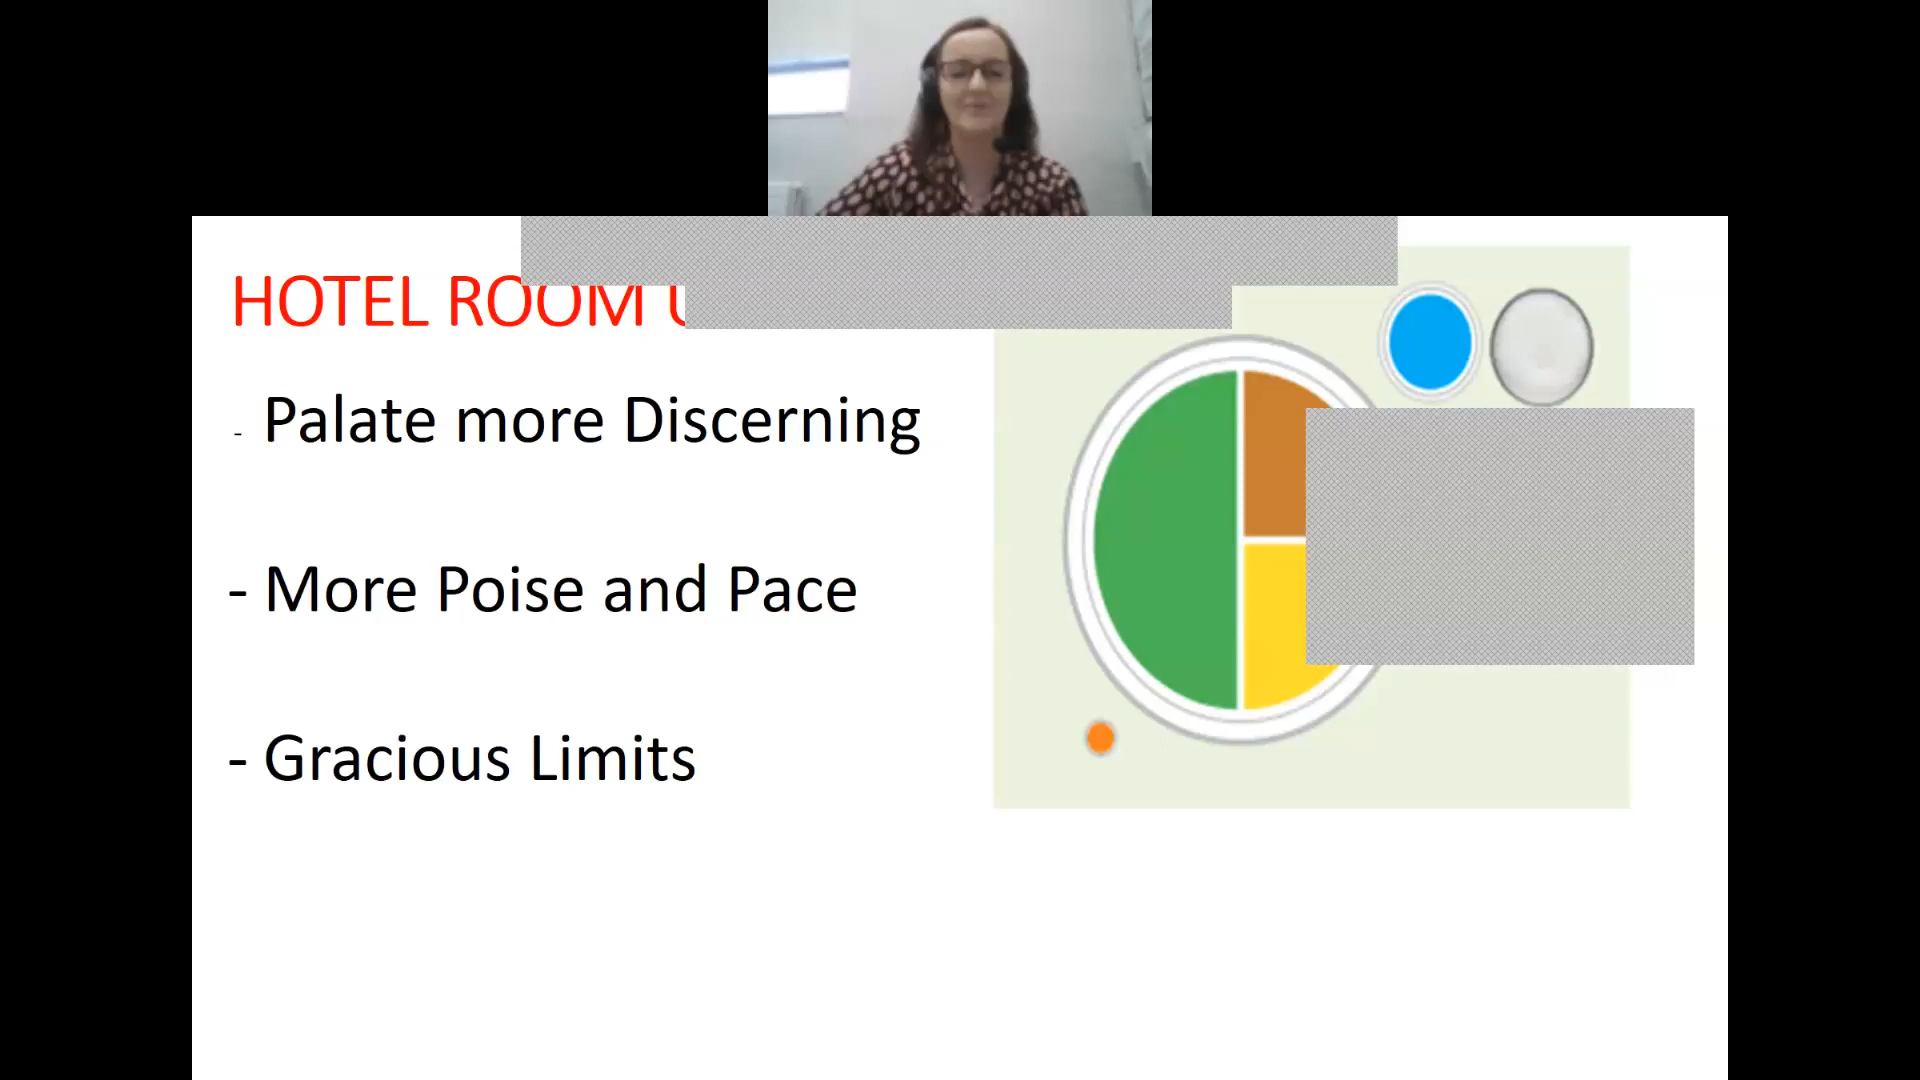 HOTEL ROOM
- Palate more Discerning
- More Poise and Pace
- Gracious Limits